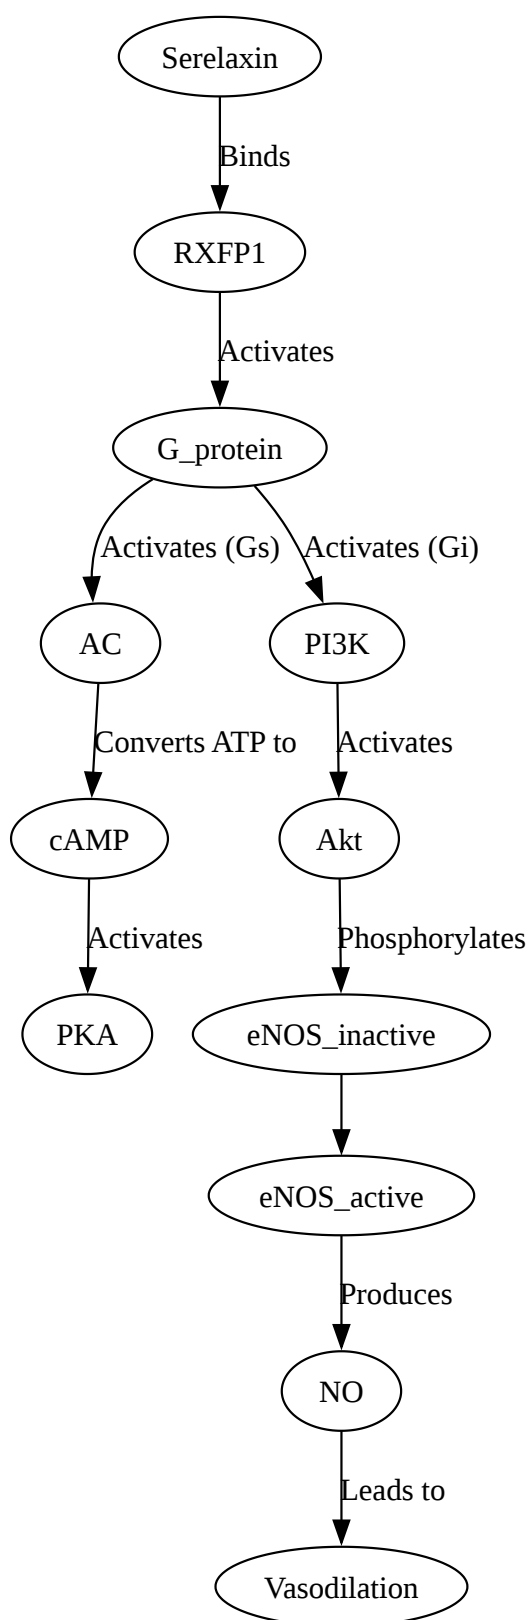 Serelaxin
Binds
RXFP1
Activates
G_protein
Activates (Gs)
Activates (Gi)
AC
PI3K
Converts ATP to
Activates
cAMP
Akt
Activates
Phosphorylates
PKA
eNOS_inactive
eNOS_active
Produces
NO
Leads to
Vasodilation